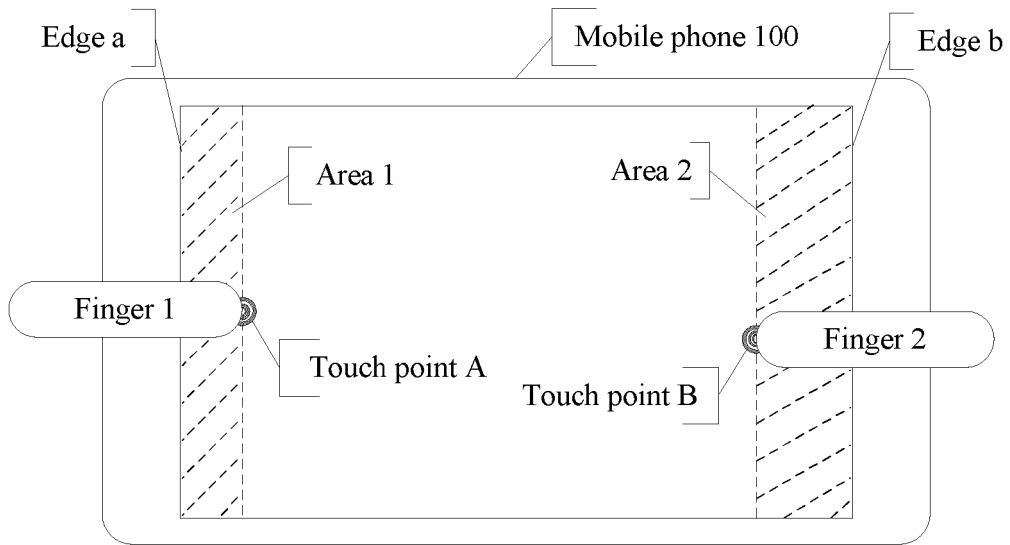 Edge a
Mobile phone 100
Edge b
Area 1
Area 2
Finger 1
Finger 2
Touch point A
Touch point B